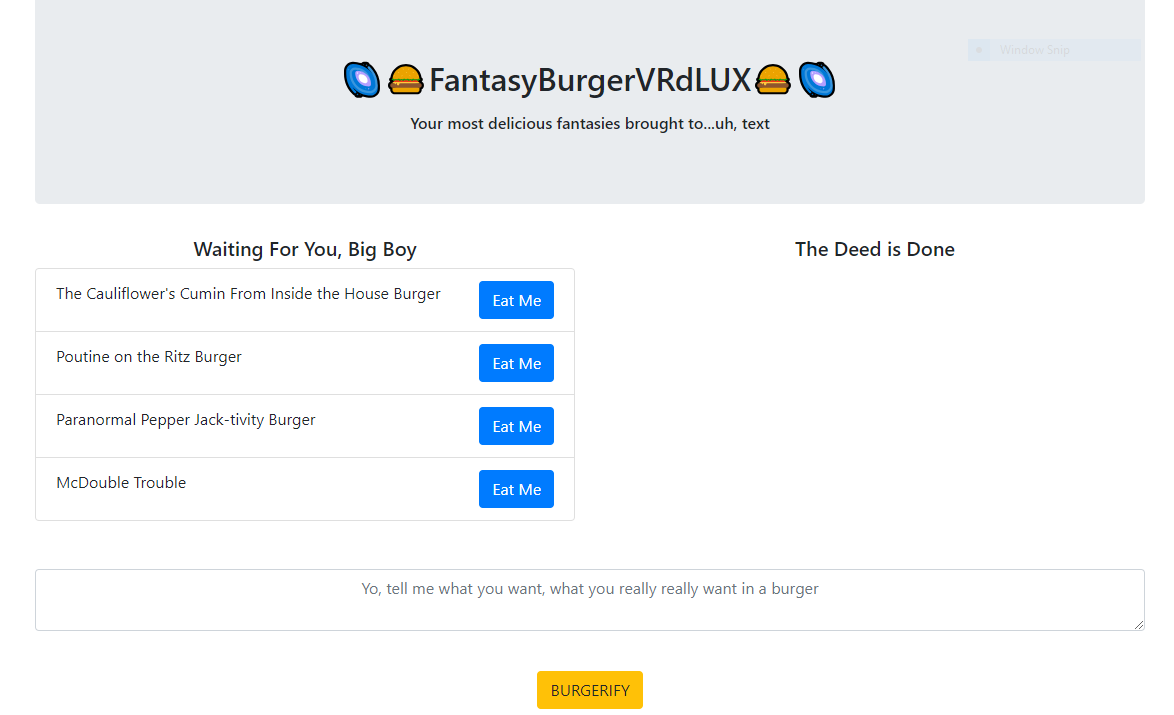 Window Snip
FantasyBurgerVRdLUX
Your most delicious fantasies brought to...uh, text
Waiting For You, Big Boy
The Cauliflower's Cumin From Inside the House Burger
Eat Me
Poutine on the Ritz Burger
Eat Me
Paranormal Pepper Jack-tivity Burger
Eat Me
McDouble Trouble
Eat Me
The Deed is Done
Yo, tell me what you want, what you really really want in a burger
BURGERIFY